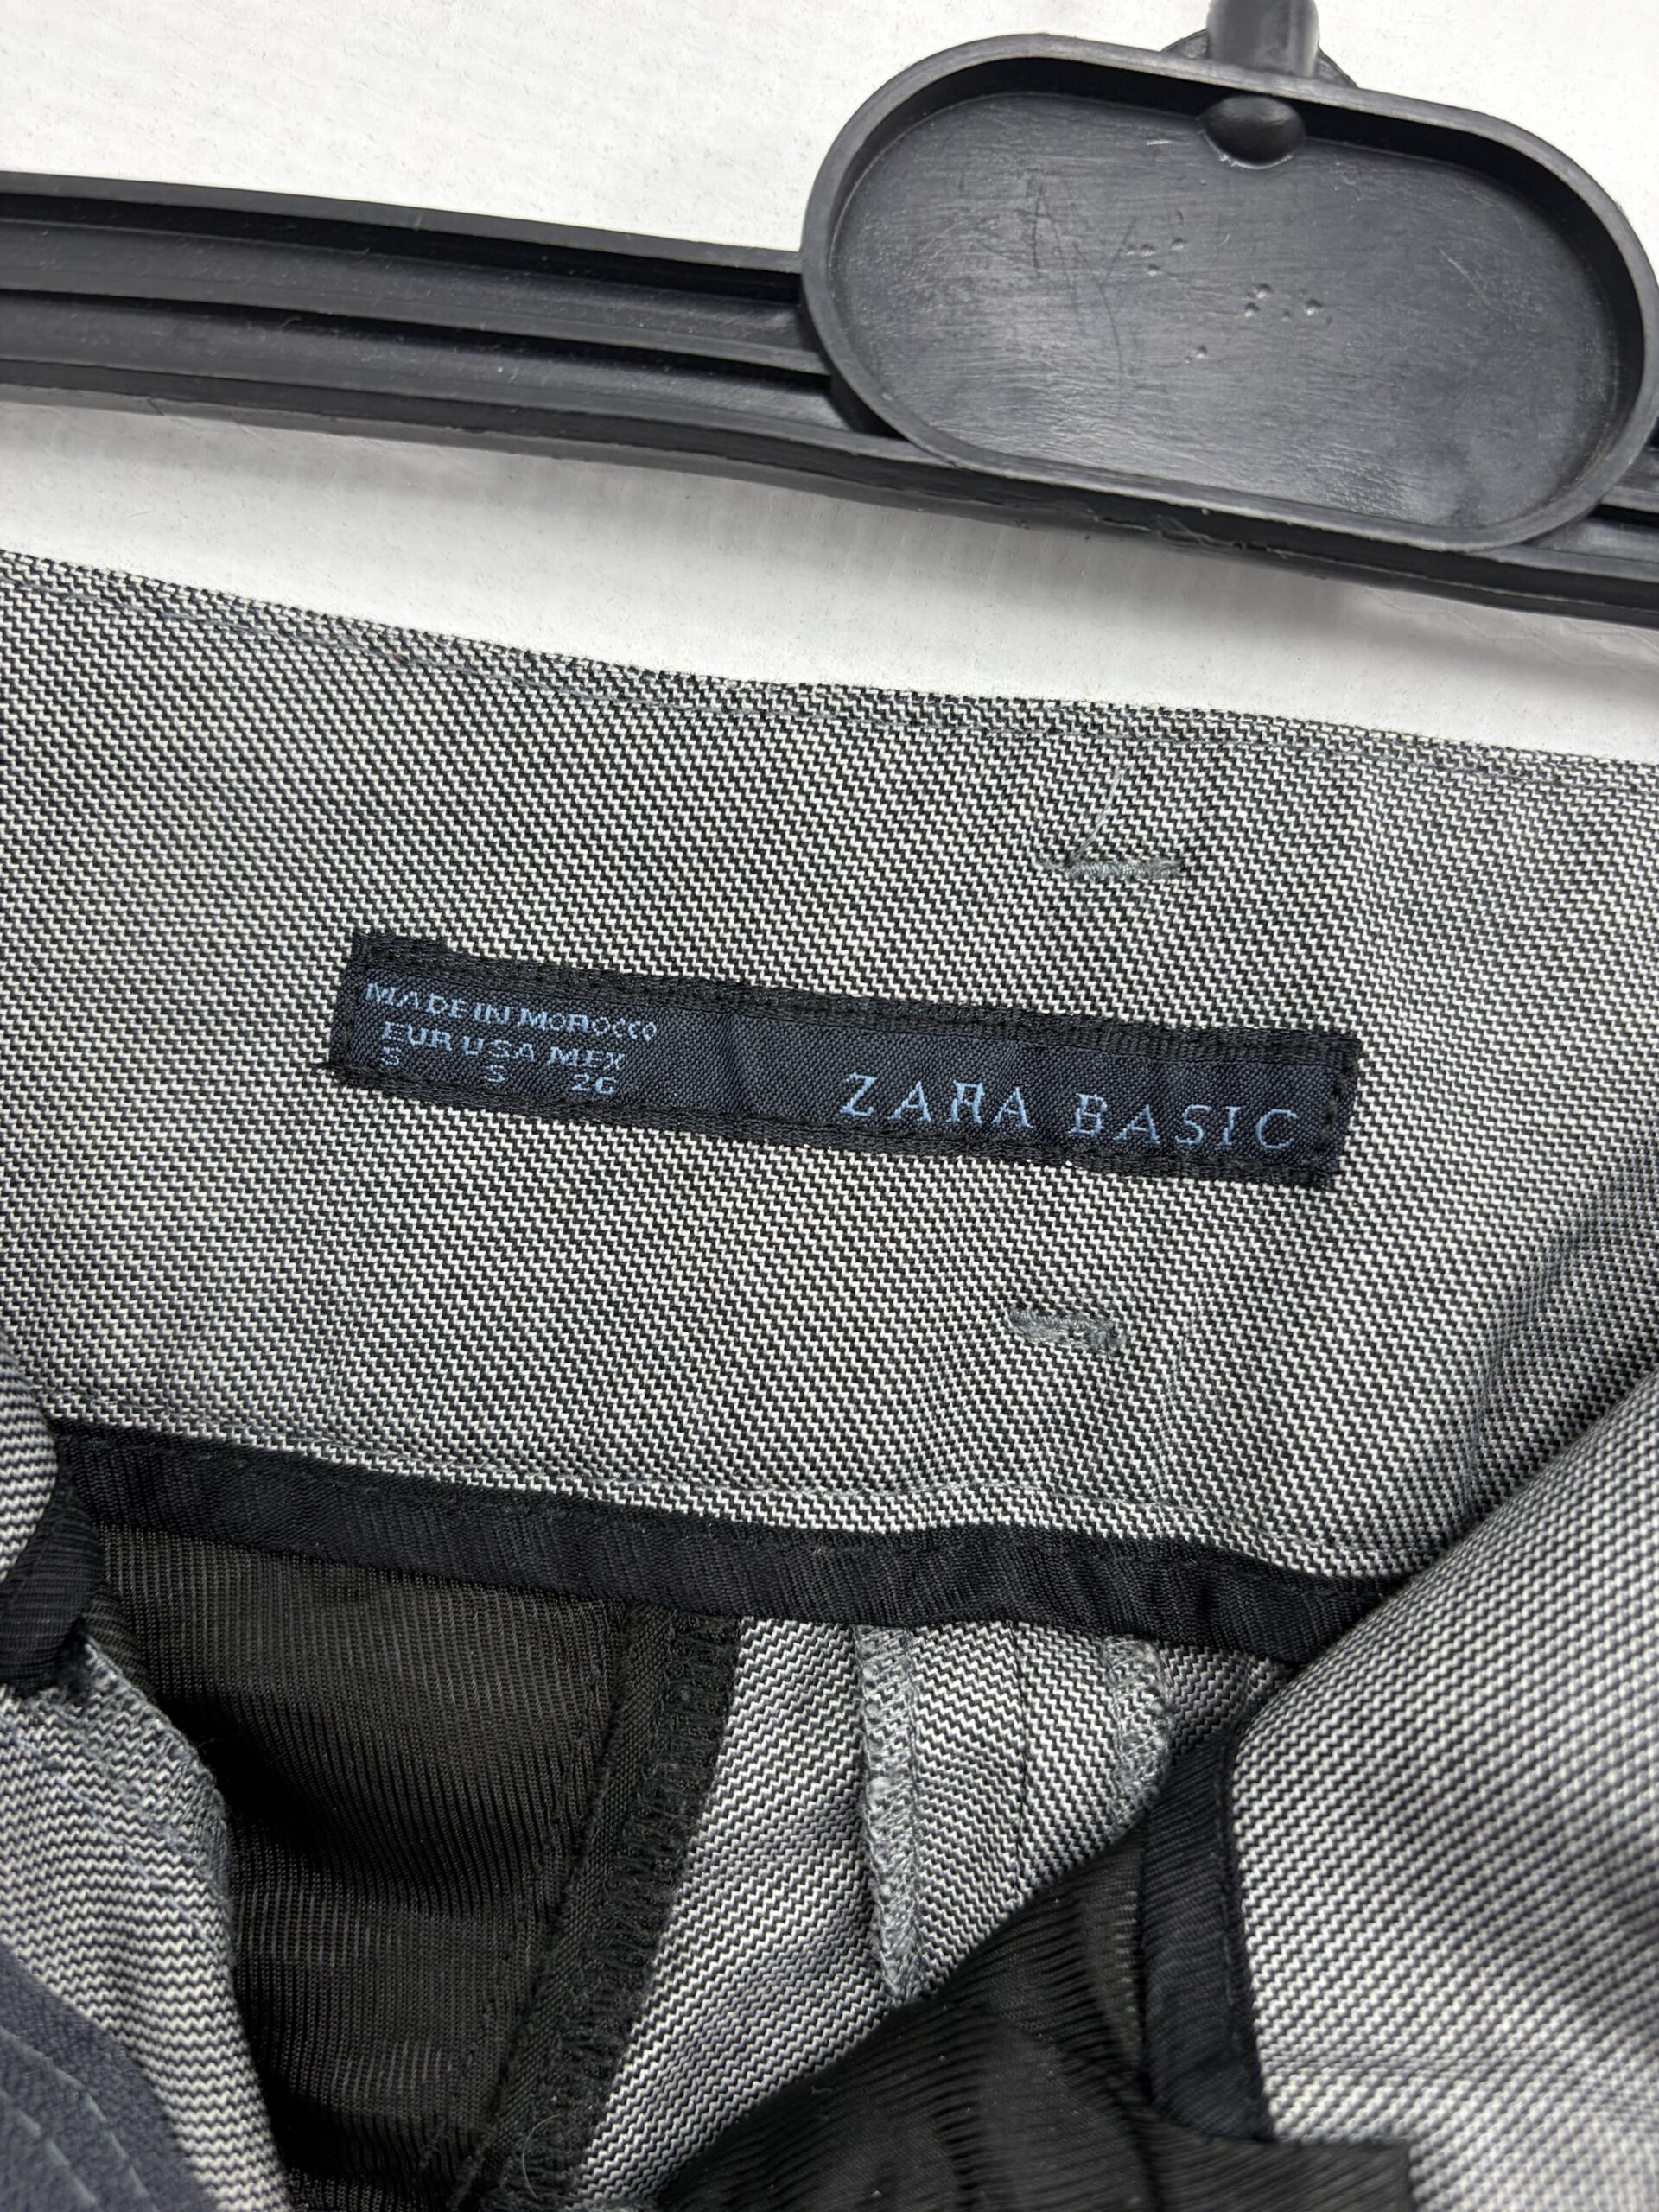 MADE IN MOROCCO
EUR USA MEX
S S 26
ZARA BASIC